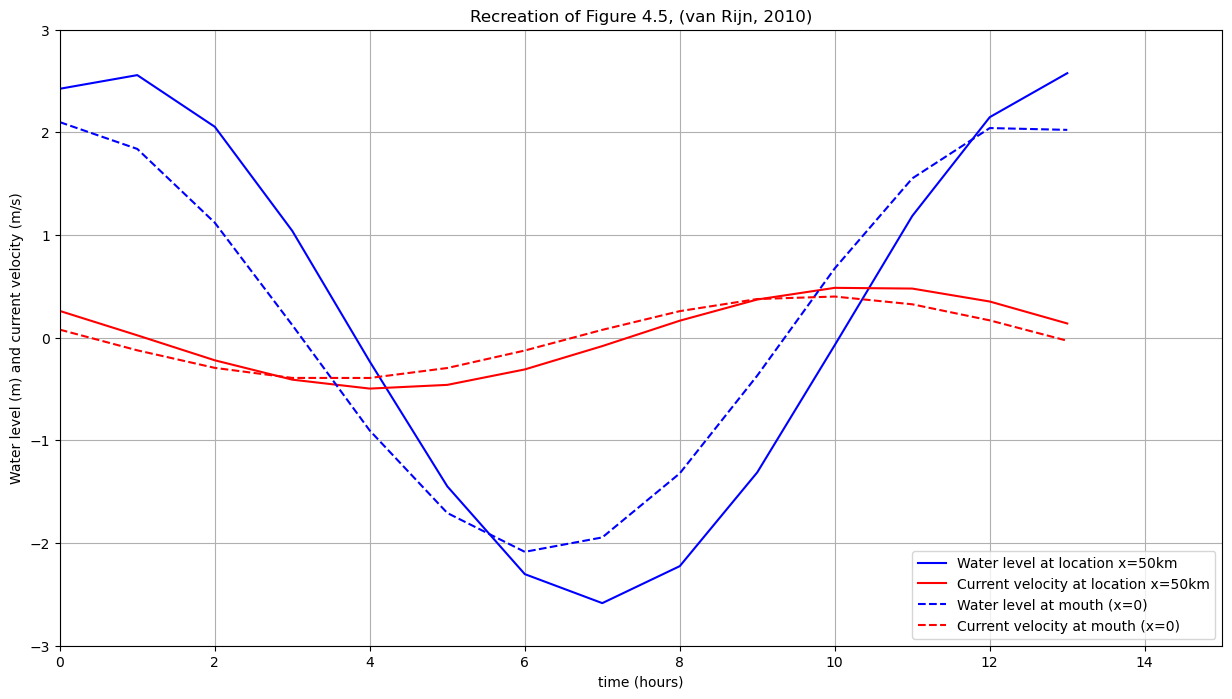 Recreation of Figure 4.5, (van Rijn, 2010)
Water level (m) and current velocity (m/s)
3
2
1
0
−1
−2
−3
0 2 4 6 8 10 12 14
time (hours)
Water level at location x=50km
Current velocity at location x=50km
Water level at mouth (x=0)
Current velocity at mouth (x=0)